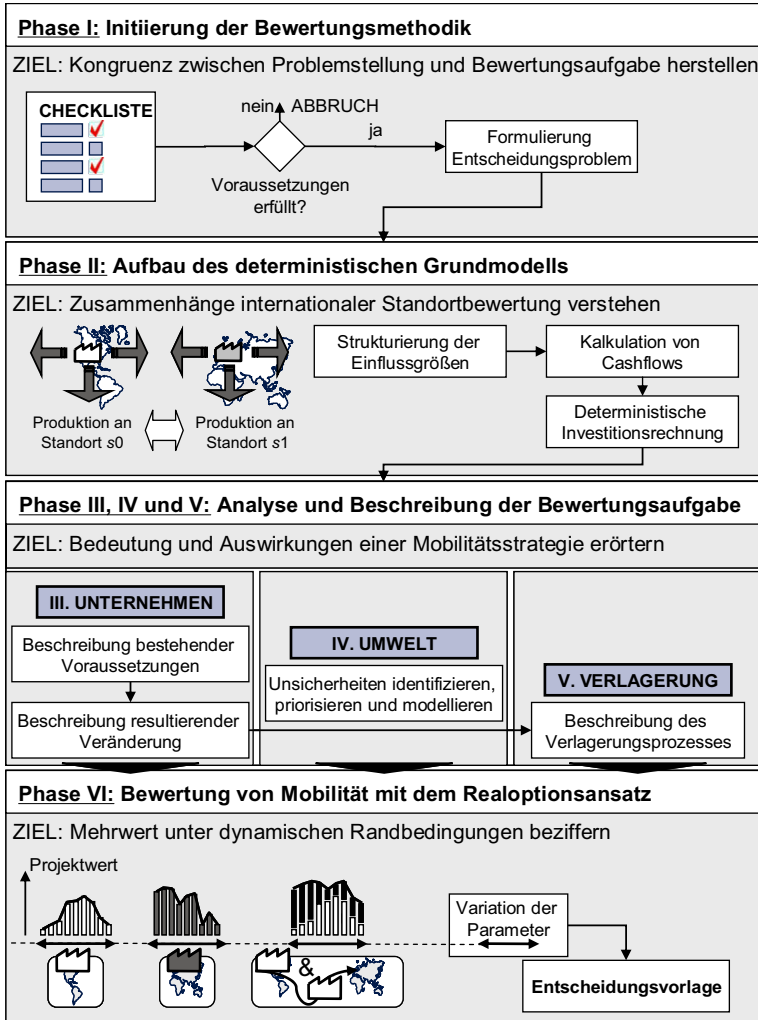 Phase I: Initiierung der Bewertungsmethodik
ZIEL: Kongruenz zwischen Problemstellung und Bewertungsaufgabe herstellen
CHECKLISTE
nein
ABBRUCH
ja
Voraussetzungen
erfüllt?
Formulierung
Entscheidungsproblem
Phase II: Aufbau des deterministischen Grundmodells
ZIEL: Zusammenhänge internationaler Standortbewertung verstehen
Produktion an
Standort s0
Produktion an
Standort s1
Strukturierung der
Einflussgrößen
Kalkulation von
Cashflows
Deterministische
Investitionsrechnung
Phase III, IV und V: Analyse und Beschreibung der Bewertungsaufgabe
ZIEL: Bedeutung und Auswirkungen einer Mobilitätsstrategie erörtern
III. UNTERNEHMEN
Beschreibung bestehender
Voraussetzungen
Beschreibung resultierender
Veränderung
IV. UMWELT
Unsicherheiten identifizieren,
priorisieren und modellieren
V. VERLAGERUNG
Beschreibung des
Verlagerungsprozesses
Phase VI: Bewertung von Mobilität mit dem Realoptionsansatz
ZIEL: Mehrwert unter dynamischen Randbedingungen beziffern
Projektwert
&
Variation der
Parameter
Entscheidungsvorlage